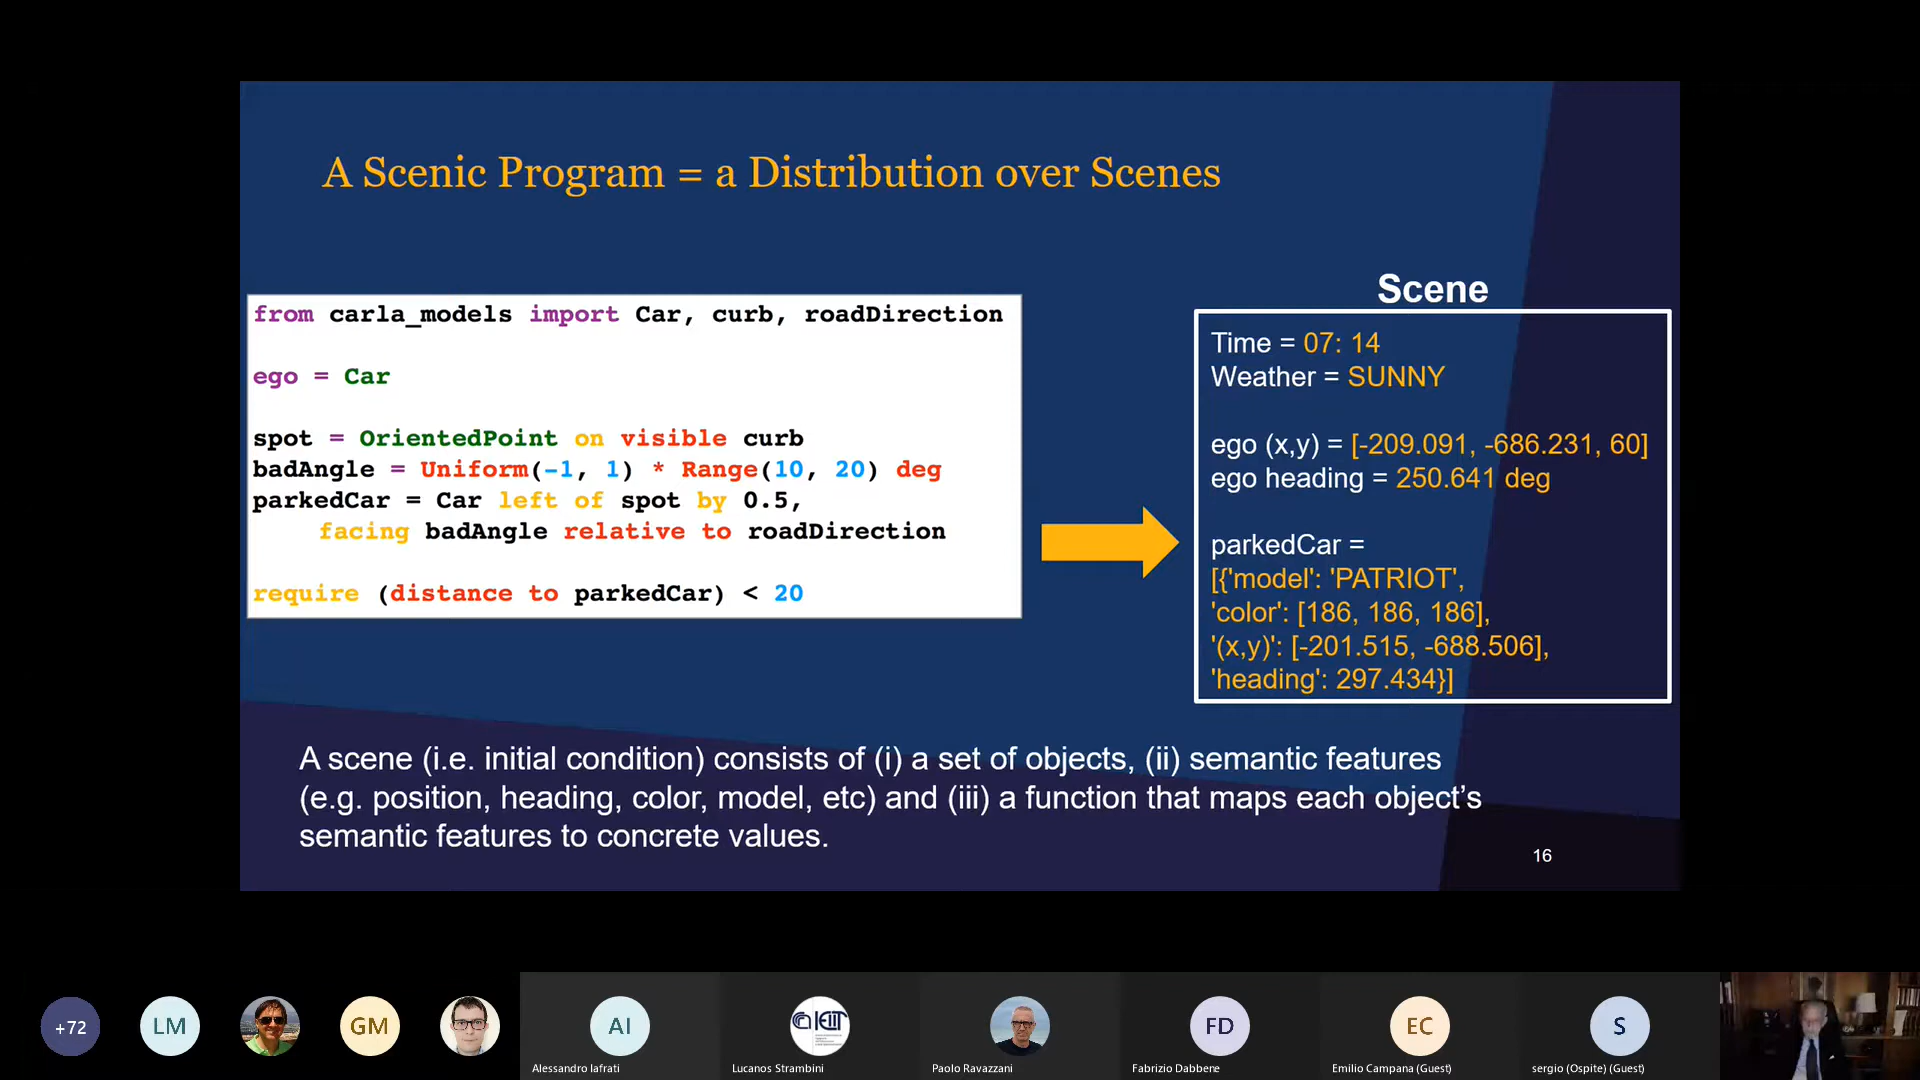 A Scenic Program = a Distribution over Scenes
from carla_models import Car, curb, roadDirection
ego = Car
spot = OrientedPoint on visible curb
badAngle = Uniform(-1, 1) * Range(10, 20) deg
parkedCar = Car left of spot by 0.5,
facing badAngle relative to roadDirection
require (distance to parkedCar) < 20
Scene
Time = 07: 14
Weather = SUNNY
ego (x,y) = [-209.091, -686.231, 60]
ego heading = 250.641 deg
parkedCar =
[{'model': 'PATRIOT',
'color': [186, 186, 186],
'(x,y)': [-201.515, -688.506],
'heading': 297.434}]
A scene (i.e. initial condition) consists of (i) a set of objects, (ii) semantic features
(e.g. position, heading, color, model, etc) and (iii) a function that maps each object’s
semantic features to concrete values.
16
+72
LM
GM
AI
FD
EC
S
Alessandro Iafrati
Lucanos Strambini
Paolo Ravazzani
Fabrizio Dabbene
Emilio Campana (Guest)
sergio (Ospite) (Guest)